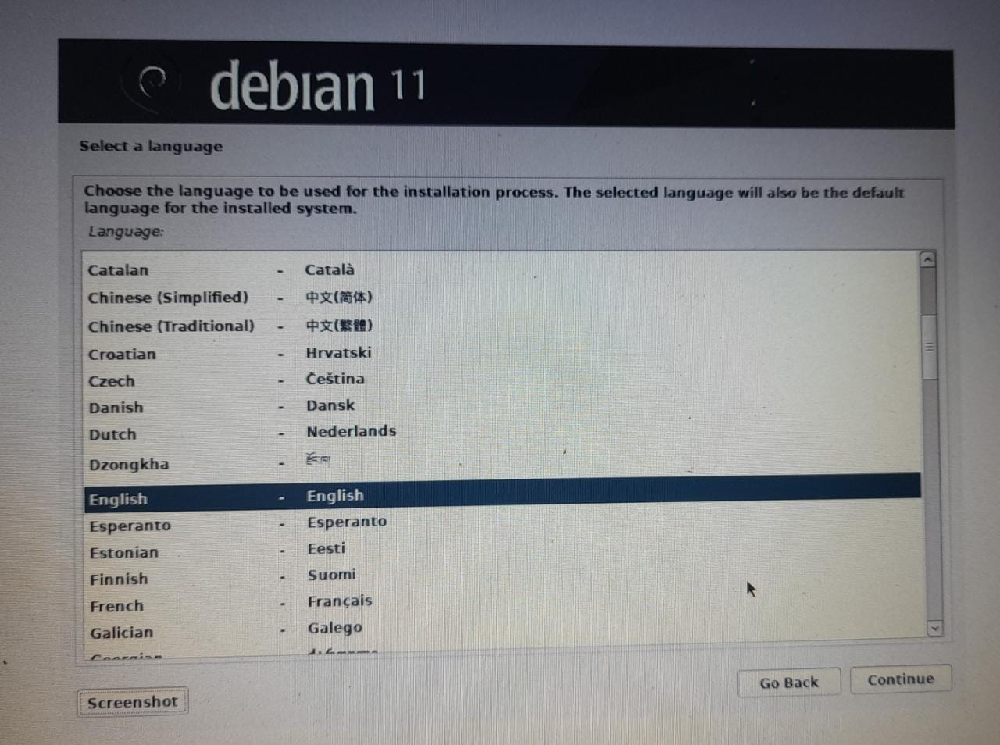 debian 11
Select a language
Choose the language to be used for the installation process. The selected language will also be the default
language for the installed system.
Language:
Catalan - Català
Chinese (Simplified) - 中文(简体)
Chinese (Traditional) - 中文(繁體)
Croatian - Hrvatski
Czech - Čeština
Danish - Dansk
Dutch - Nederlands
Dzongkha -
English - English
Esperanto - Esperanto
Estonian - Eesti
Finnish - Suomi
French - Français
Galician - Galego
Georgian
Screenshot
Go Back
Continue